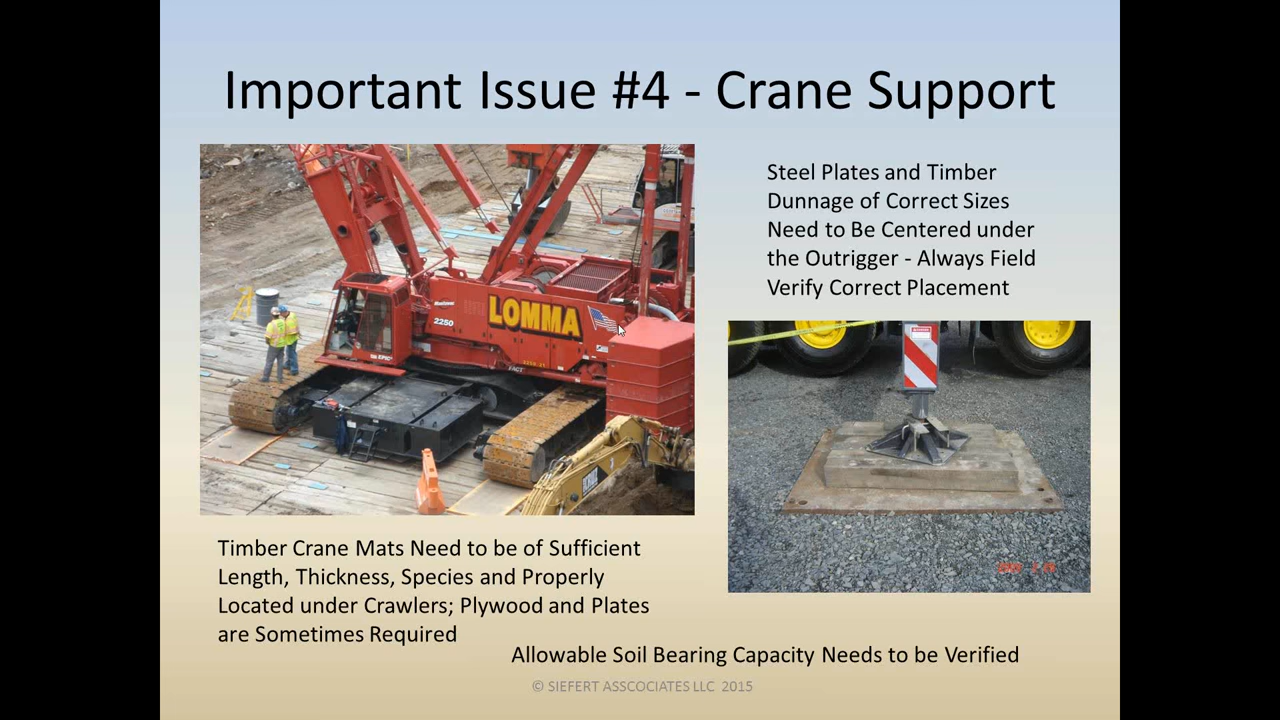 Important Issue #4 - Crane Support
Steel Plates and Timber
Dunnage of Correct Sizes
Need to Be Centered under
the Outrigger - Always Field
Verify Correct Placement
2250
LOMMA
Timber Crane Mats Need to be of Sufficient
Length, Thickness, Species and Properly
Located under Crawlers; Plywood and Plates
are Sometimes Required
Allowable Soil Bearing Capacity Needs to be Verified
© SIEFERT ASSCOCIATES LLC 2015